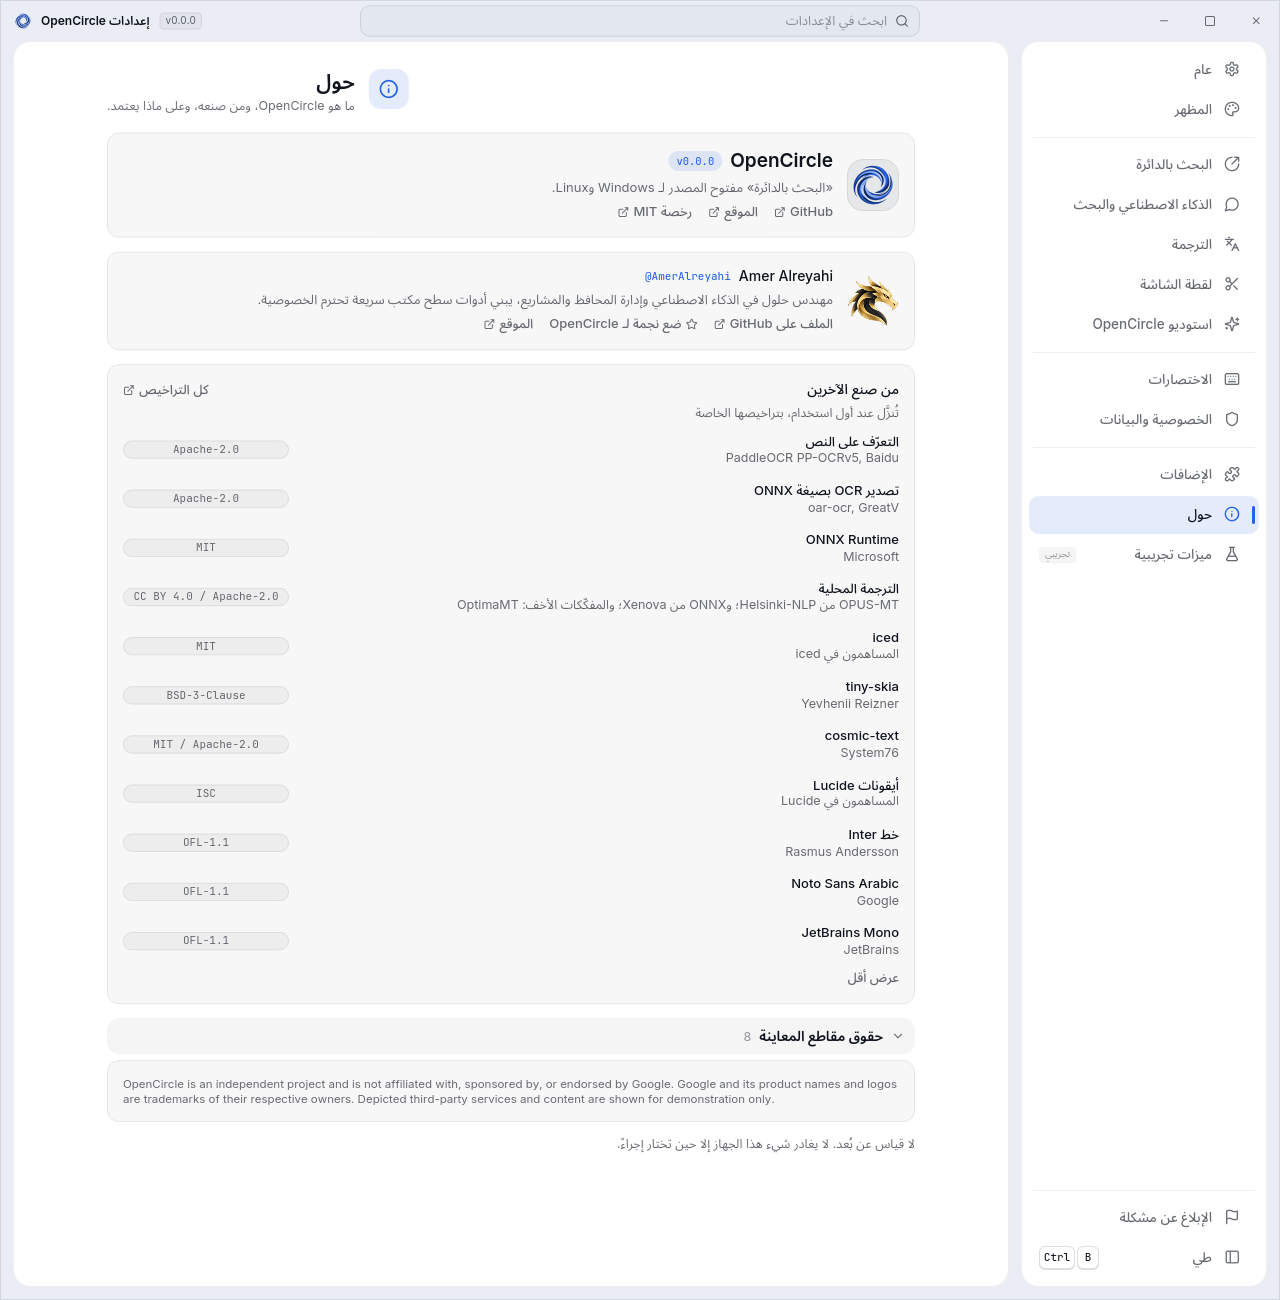 إعدادات OpenCircle v0.0.0
ابحث في الإعدادات
عام
المظهر
البحث بالدائرة
الذكاء الاصطناعي والبحث
الترجمة
لقطة الشاشة
استوديو OpenCircle
الاختصارات
الخصوصية والبيانات
الإضافات
حول
ميزات تجريبية تجريبي
الإبلاغ عن مشكلة
طي Ctrl B
حول
ما هو OpenCircle، ومن صنعه، وعلى ماذا يعتمد.
OpenCircle v0.0.0
«البحث بالدائرة» مفتوح المصدر لـ Windows وLinux.
GitHub الموقع رخصة MIT
Amer Alreyahi @AmerAlreyahi
مهندس حلول في الذكاء الاصطناعي وإدارة المحافظ والمشاريع، يبني أدوات سطح مكتب سريعة تحترم الخصوصية.
الملف على GitHub ضع نجمة لـ OpenCircle الموقع
من صنع الآخرين كل التراخيص
تُنزَّل عند أول استخدام، بتراخيصها الخاصة
التعرّف على النص
PaddleOCR PP-OCRv5, Baidu
Apache-2.0
تصدير OCR بصيغة ONNX
oar-ocr, GreatV
Apache-2.0
ONNX Runtime
Microsoft
MIT
الترجمة المحلية
OPUS-MT من Helsinki-NLP؛ وONNX من Xenova؛ والمفكّكات الأخف: OptimaMT
CC BY 4.0 / Apache-2.0
iced
المساهمون في iced
MIT
tiny-skia
Yevhenii Reizner
BSD-3-Clause
cosmic-text
System76
MIT / Apache-2.0
أيقونات Lucide
المساهمون في Lucide
ISC
خط Inter
Rasmus Andersson
OFL-1.1
Noto Sans Arabic
Google
OFL-1.1
JetBrains Mono
JetBrains
OFL-1.1
عرض أقل
حقوق مقاطع المعاينة 8
OpenCircle is an independent project and is not affiliated with, sponsored by, or endorsed by Google. Google and its product names and logos
are trademarks of their respective owners. Depicted third-party services and content are shown for demonstration only.
لا قياس عن بُعد. لا يغادر شيء هذا الجهاز إلا حين تختار إجراءً.